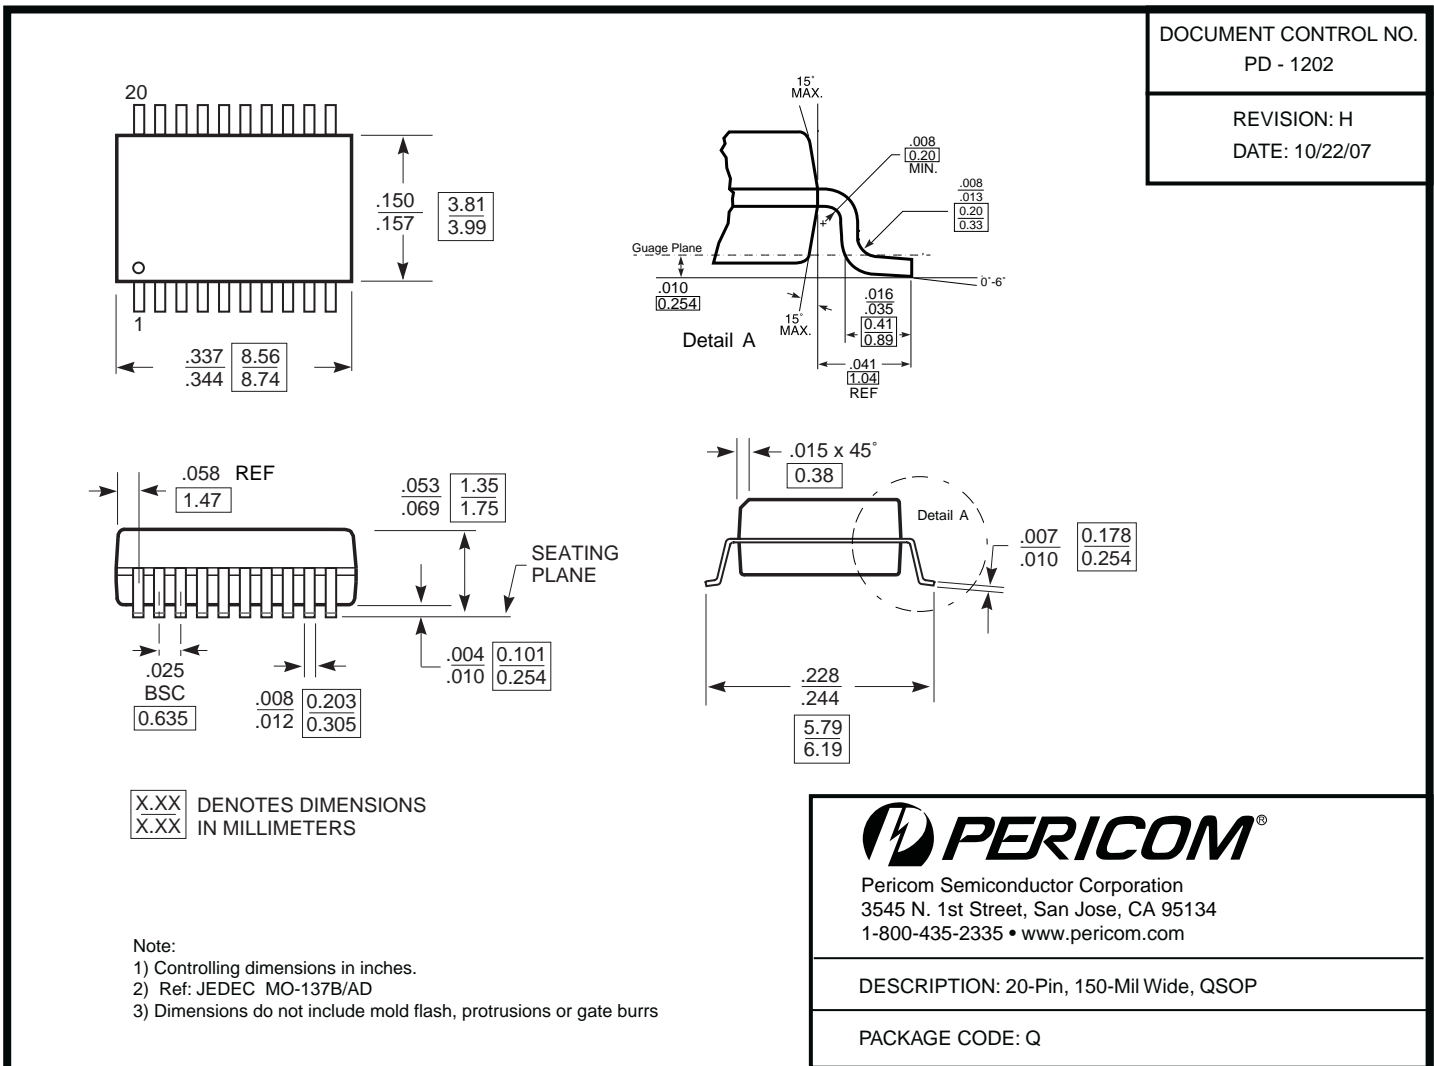 DOCUMENT CONTROL NO.
PD - 1202
REVISION: H
DATE: 10/22/07
20
1
.150
.157
3.81
3.99
.337
.344
8.56
8.74
15°
MAX.
.008
0.20
MIN.
.008
.013
0.20
0.33
Guage Plane
.010
0.254
0°-6°
.016
.035
0.41
0.89
15°
MAX.
Detail A
.041
1.04
REF
.058 REF
1.47
.053
.069
1.35
1.75
SEATING
PLANE
.004
.010
0.101
0.254
.025
BSC
0.635
.008
.012
0.203
0.305
.015 x 45°
0.38
Detail A
.007
.010
0.178
0.254
.228
.244
5.79
6.19
X.XX
X.XX
DENOTES DIMENSIONS
IN MILLIMETERS
Note:
1) Controlling dimensions in inches.
2) Ref: JEDEC MO-137B/AD
3) Dimensions do not include mold flash, protrusions or gate burrs
PERICOM®
Pericom Semiconductor Corporation
3545 N. 1st Street, San Jose, CA 95134
1-800-435-2335 • www.pericom.com
DESCRIPTION: 20-Pin, 150-Mil Wide, QSOP
PACKAGE CODE: Q